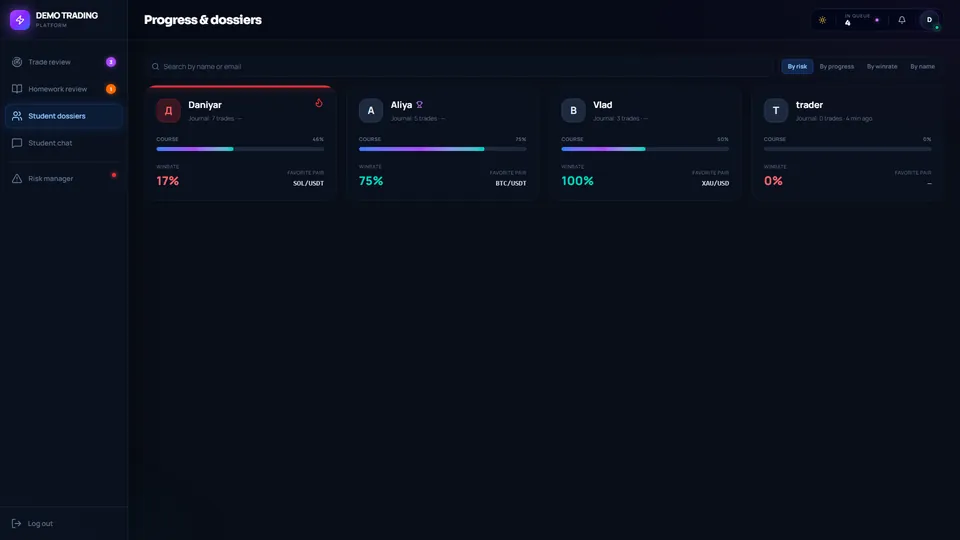 DEMO TRADING
PLATFORM
Trade review
Homework review
1
Student dossiers
Student chat
Risk manager
Log out
Progress & dossiers
IN QUEUE
4
D
Search by name or email
By risk
By progress
By winrate
By name
Д
Daniyar
Journal: 7 trades · —
COURSE
46%
WINRATE
17%
FAVORITE PAIR
SOL/USDT
A
Aliya
Journal: 5 trades · —
COURSE
75%
WINRATE
75%
FAVORITE PAIR
BTC/USDT
В
Vlad
Journal: 3 trades · —
COURSE
50%
WINRATE
100%
FAVORITE PAIR
XAU/USD
T
trader
Journal: 0 trades · 4 min ago
COURSE
0%
WINRATE
0%
FAVORITE PAIR
—